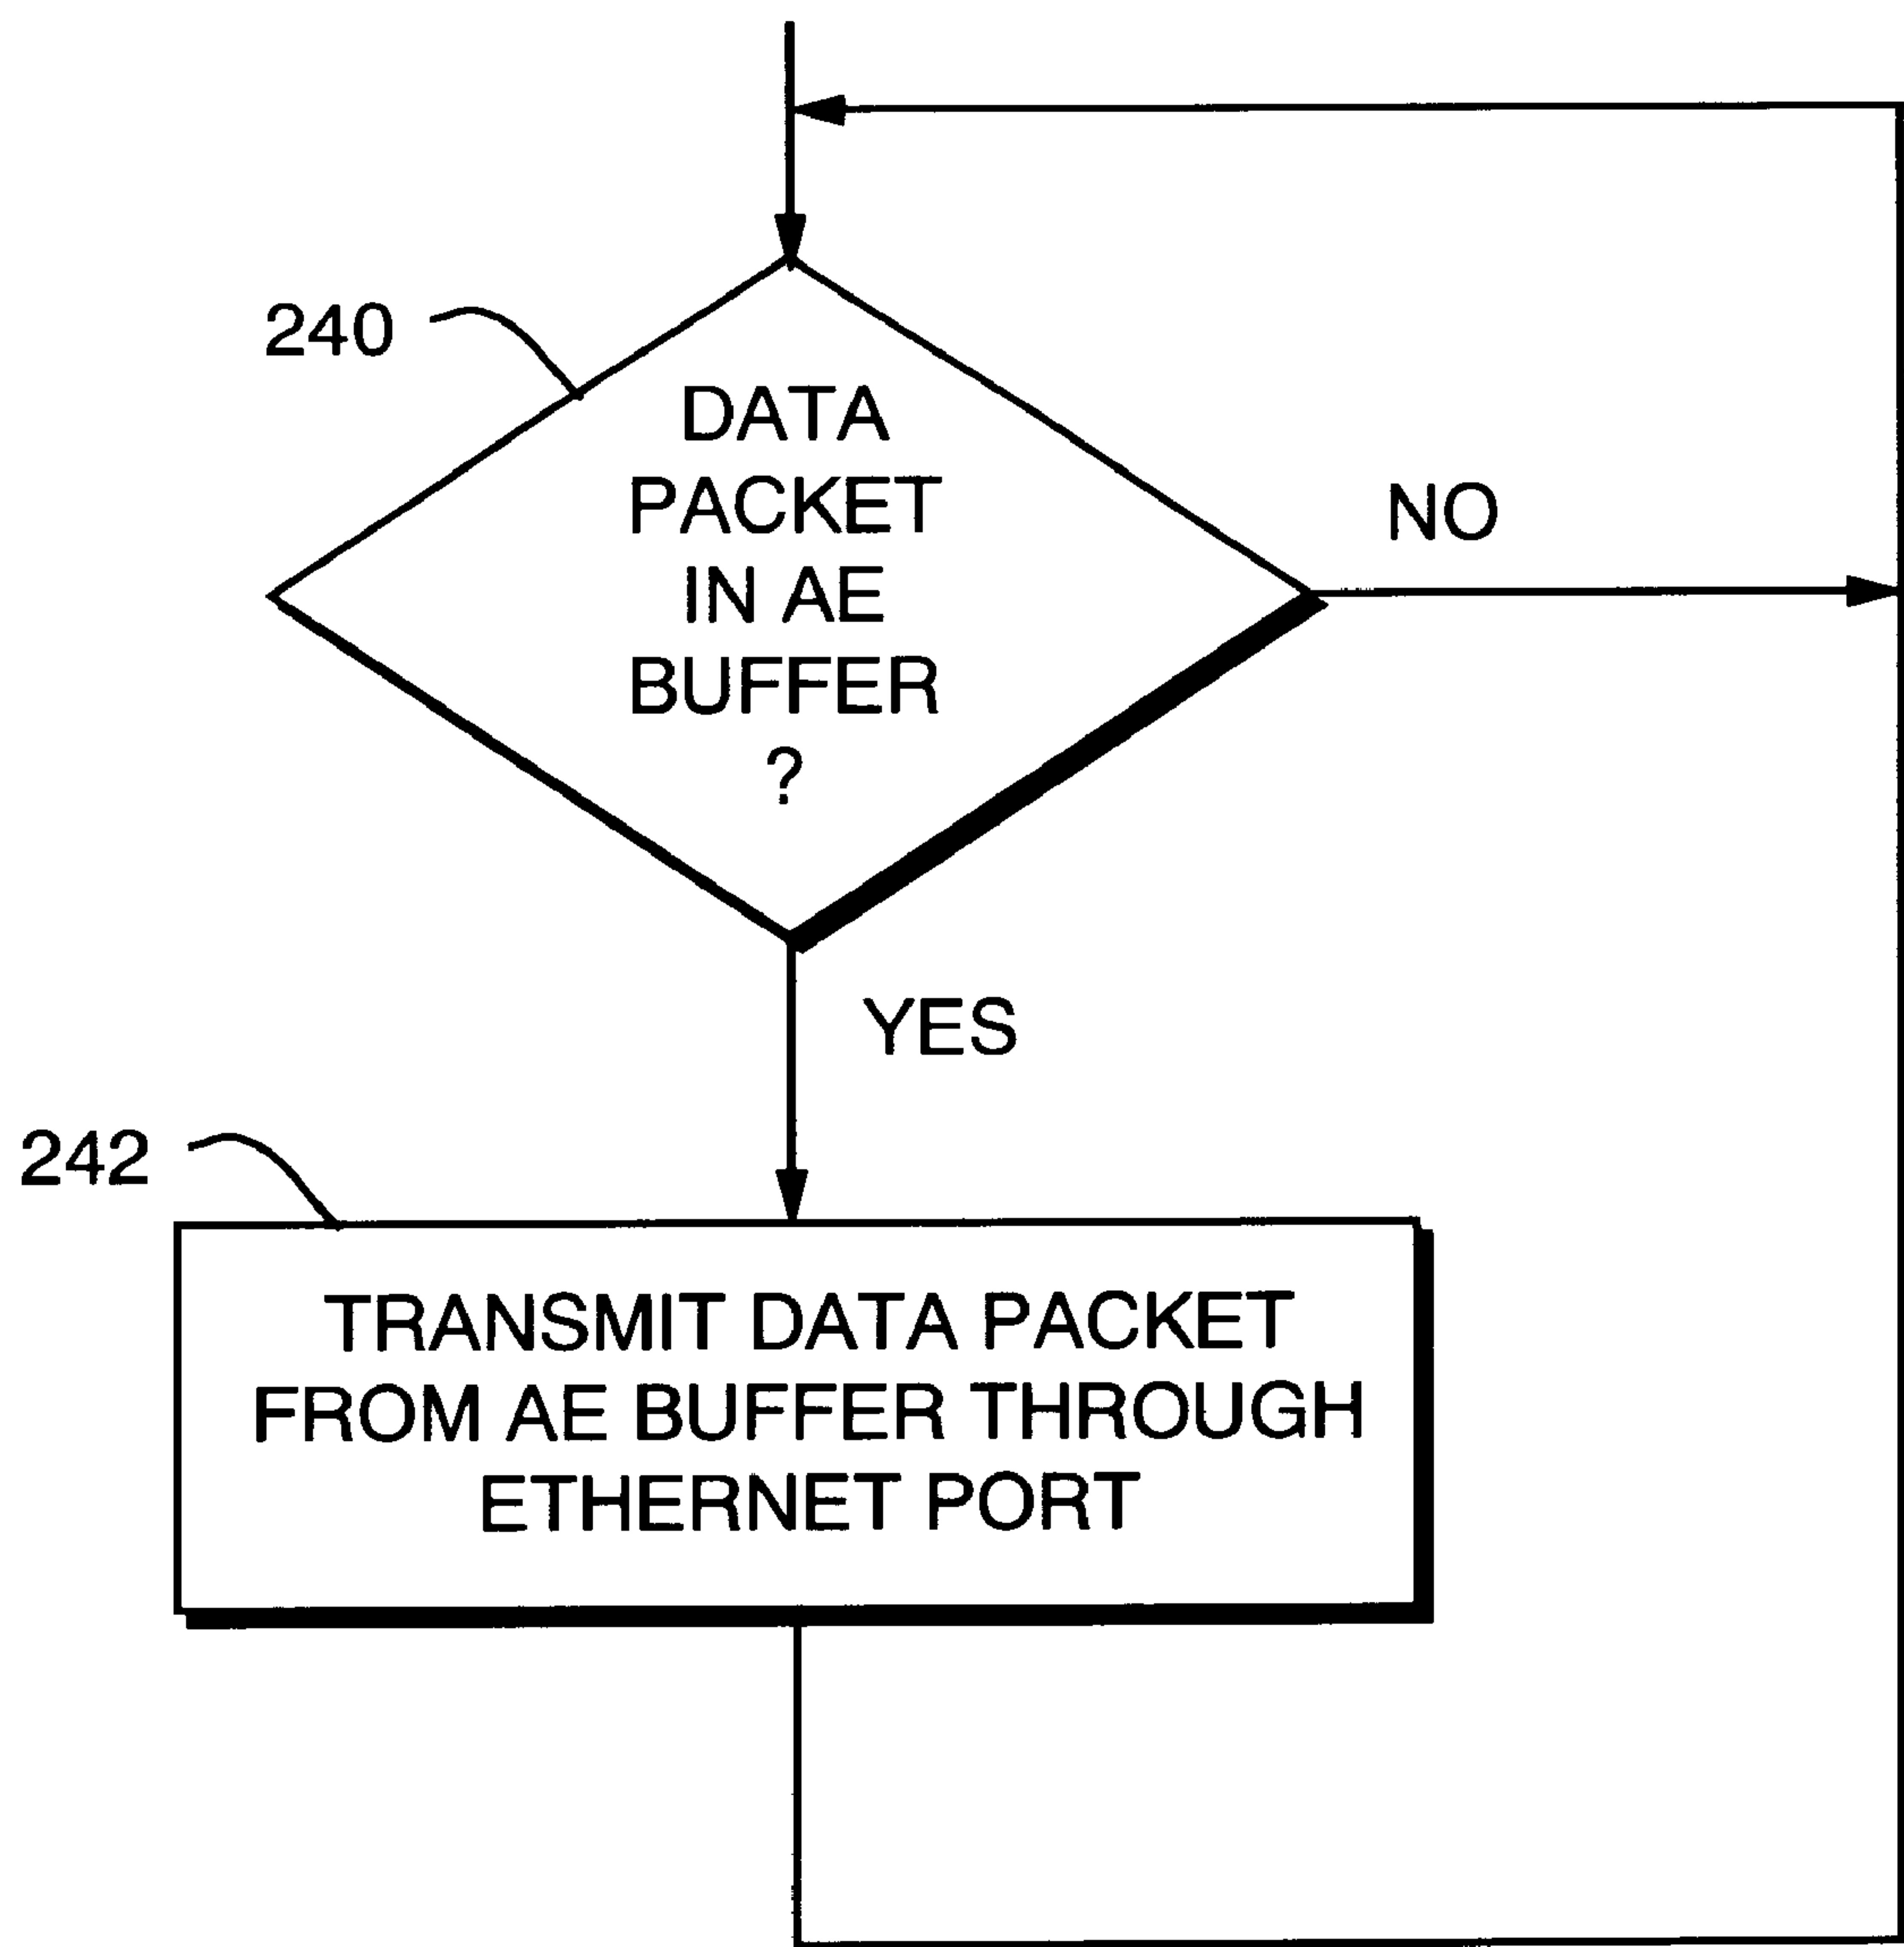 240
DATA
PACKET
IN AE
BUFFER
?
NO
YES
242
TRANSMIT DATA PACKET
FROM AE BUFFER THROUGH
ETHERNET PORT